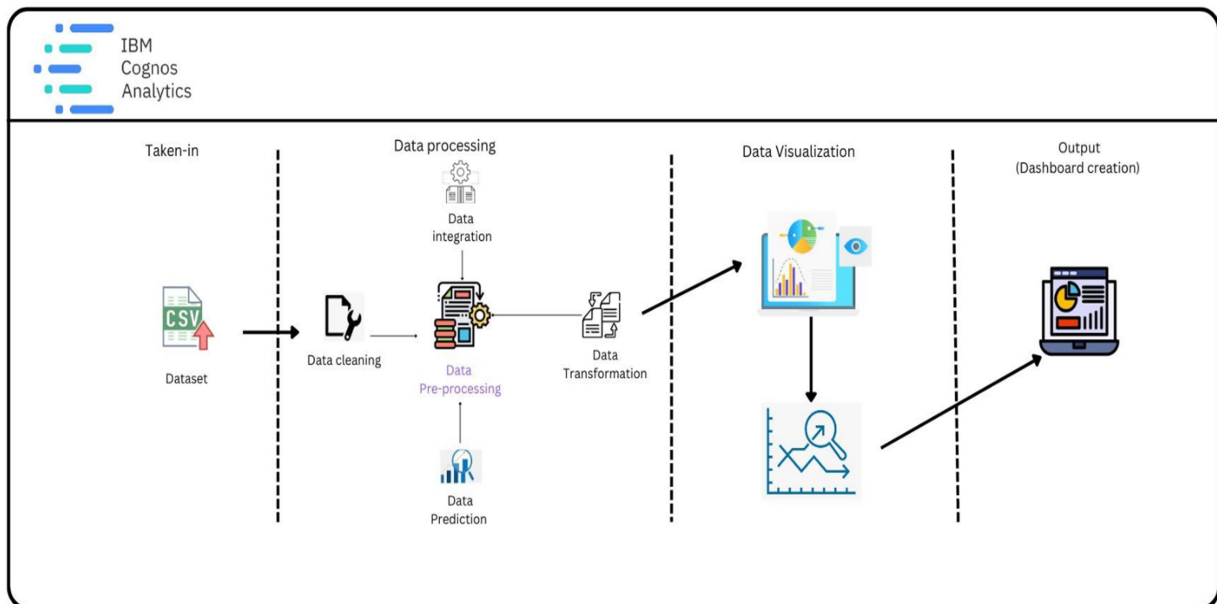 IBM
Cognos
Analytics
Taken-in
Data processing
Data Visualization
Output
(Dashboard creation)
Data
integration
CSV
Dataset
Data cleaning
Data
Pre-processing
Data
Transformation
Data
Prediction